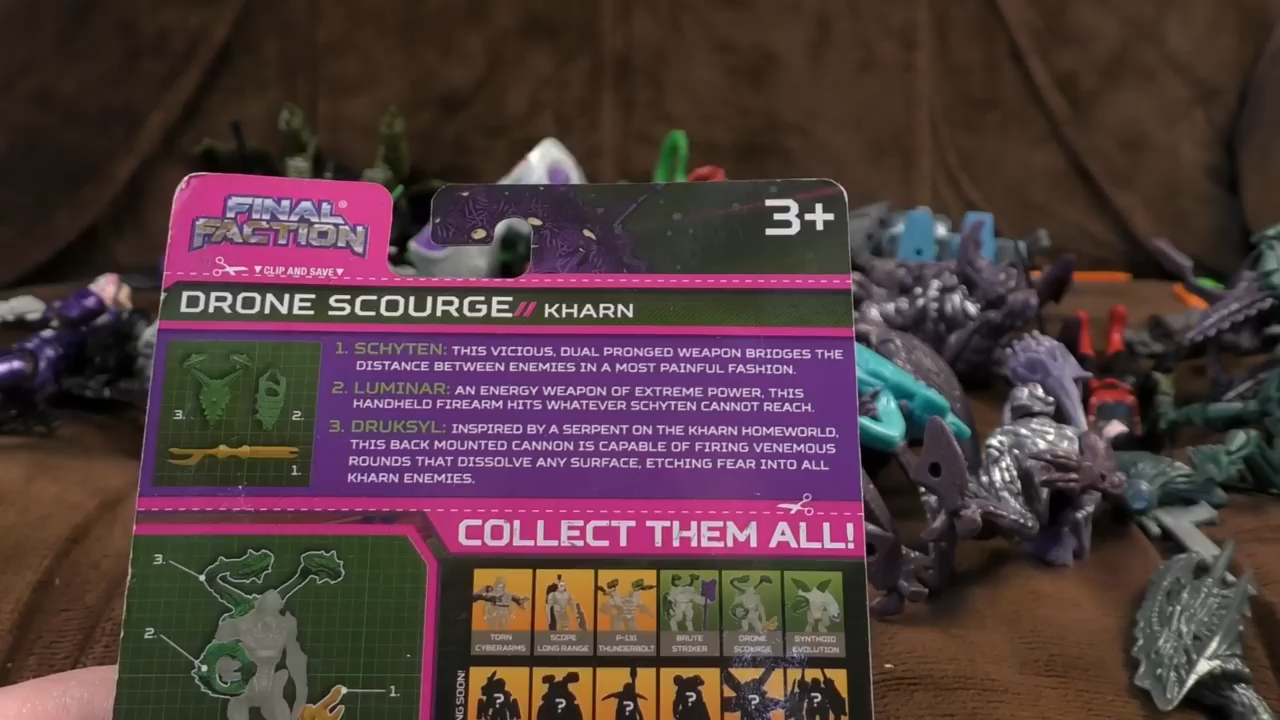 FINAL
FACTION®
3+
▼CLIP AND SAVE▼
DRONE SCOURGE// KHARN
1. SCHYTEN: THIS VICIOUS, DUAL PRONGED WEAPON BRIDGES THE
DISTANCE BETWEEN ENEMIES IN A MOST PAINFUL FASHION.
2. LUMINAR: AN ENERGY WEAPON OF EXTREME POWER, THIS
HANDHELD FIREARM HITS WHATEVER SCHYTEN CANNOT REACH.
3. DRUKSYL: INSPIRED BY A SERPENT ON THE KHARN HOMEWORLD,
THIS BACK MOUNTED CANNON IS CAPABLE OF FIRING VENEMOUS
ROUNDS THAT DISSOLVE ANY SURFACE, ETCHING FEAR INTO ALL
KHARN ENEMIES.
3.
2.
1.
COLLECT THEM ALL!
3.
2.
1.
TORN
CYBERARMS
SCOPE
LONG RANGE
P-131
THUNDERBOLT
BRUTE
STRIKER
DRONE
SCOURGE
SYNTHOID
EVOLUTION
SOON!
? ? ? ? ? ?